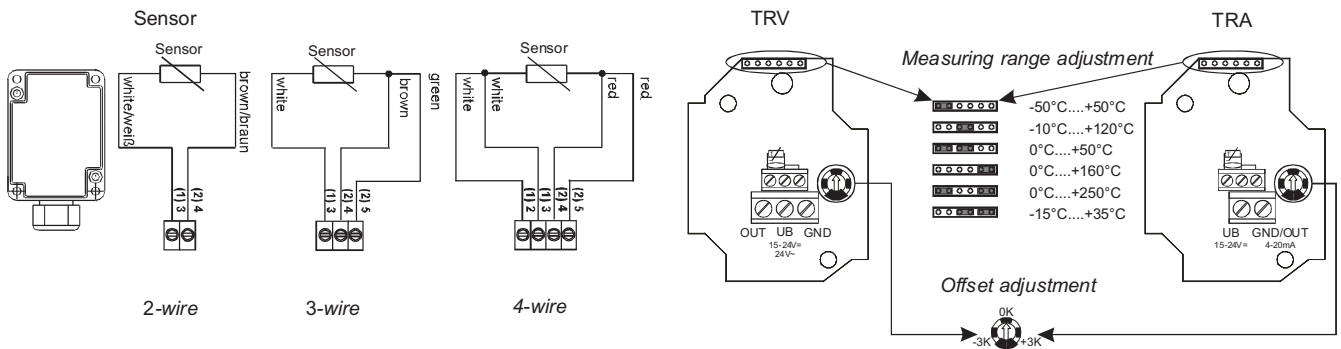 Sensor
Sensor
white/weiß
brown/braun
(1) 3
(2) 4
2-wire
Sensor
white
brown
green
(1) 3
(2) 4
(2) 5
3-wire
Sensor
white
white
red
red
(1) 2
(1) 3
(2) 4
(2) 5
4-wire
TRV
TRA
Measuring range adjustment
-50°C....+50°C
-10°C....+120°C
0°C....+50°C
0°C....+160°C
0°C....+250°C
-15°C....+35°C
OUT UB GND
15-24V=
24V~
UB GND/OUT
15-24V= 4-20mA
Offset adjustment
0K
-3K +3K